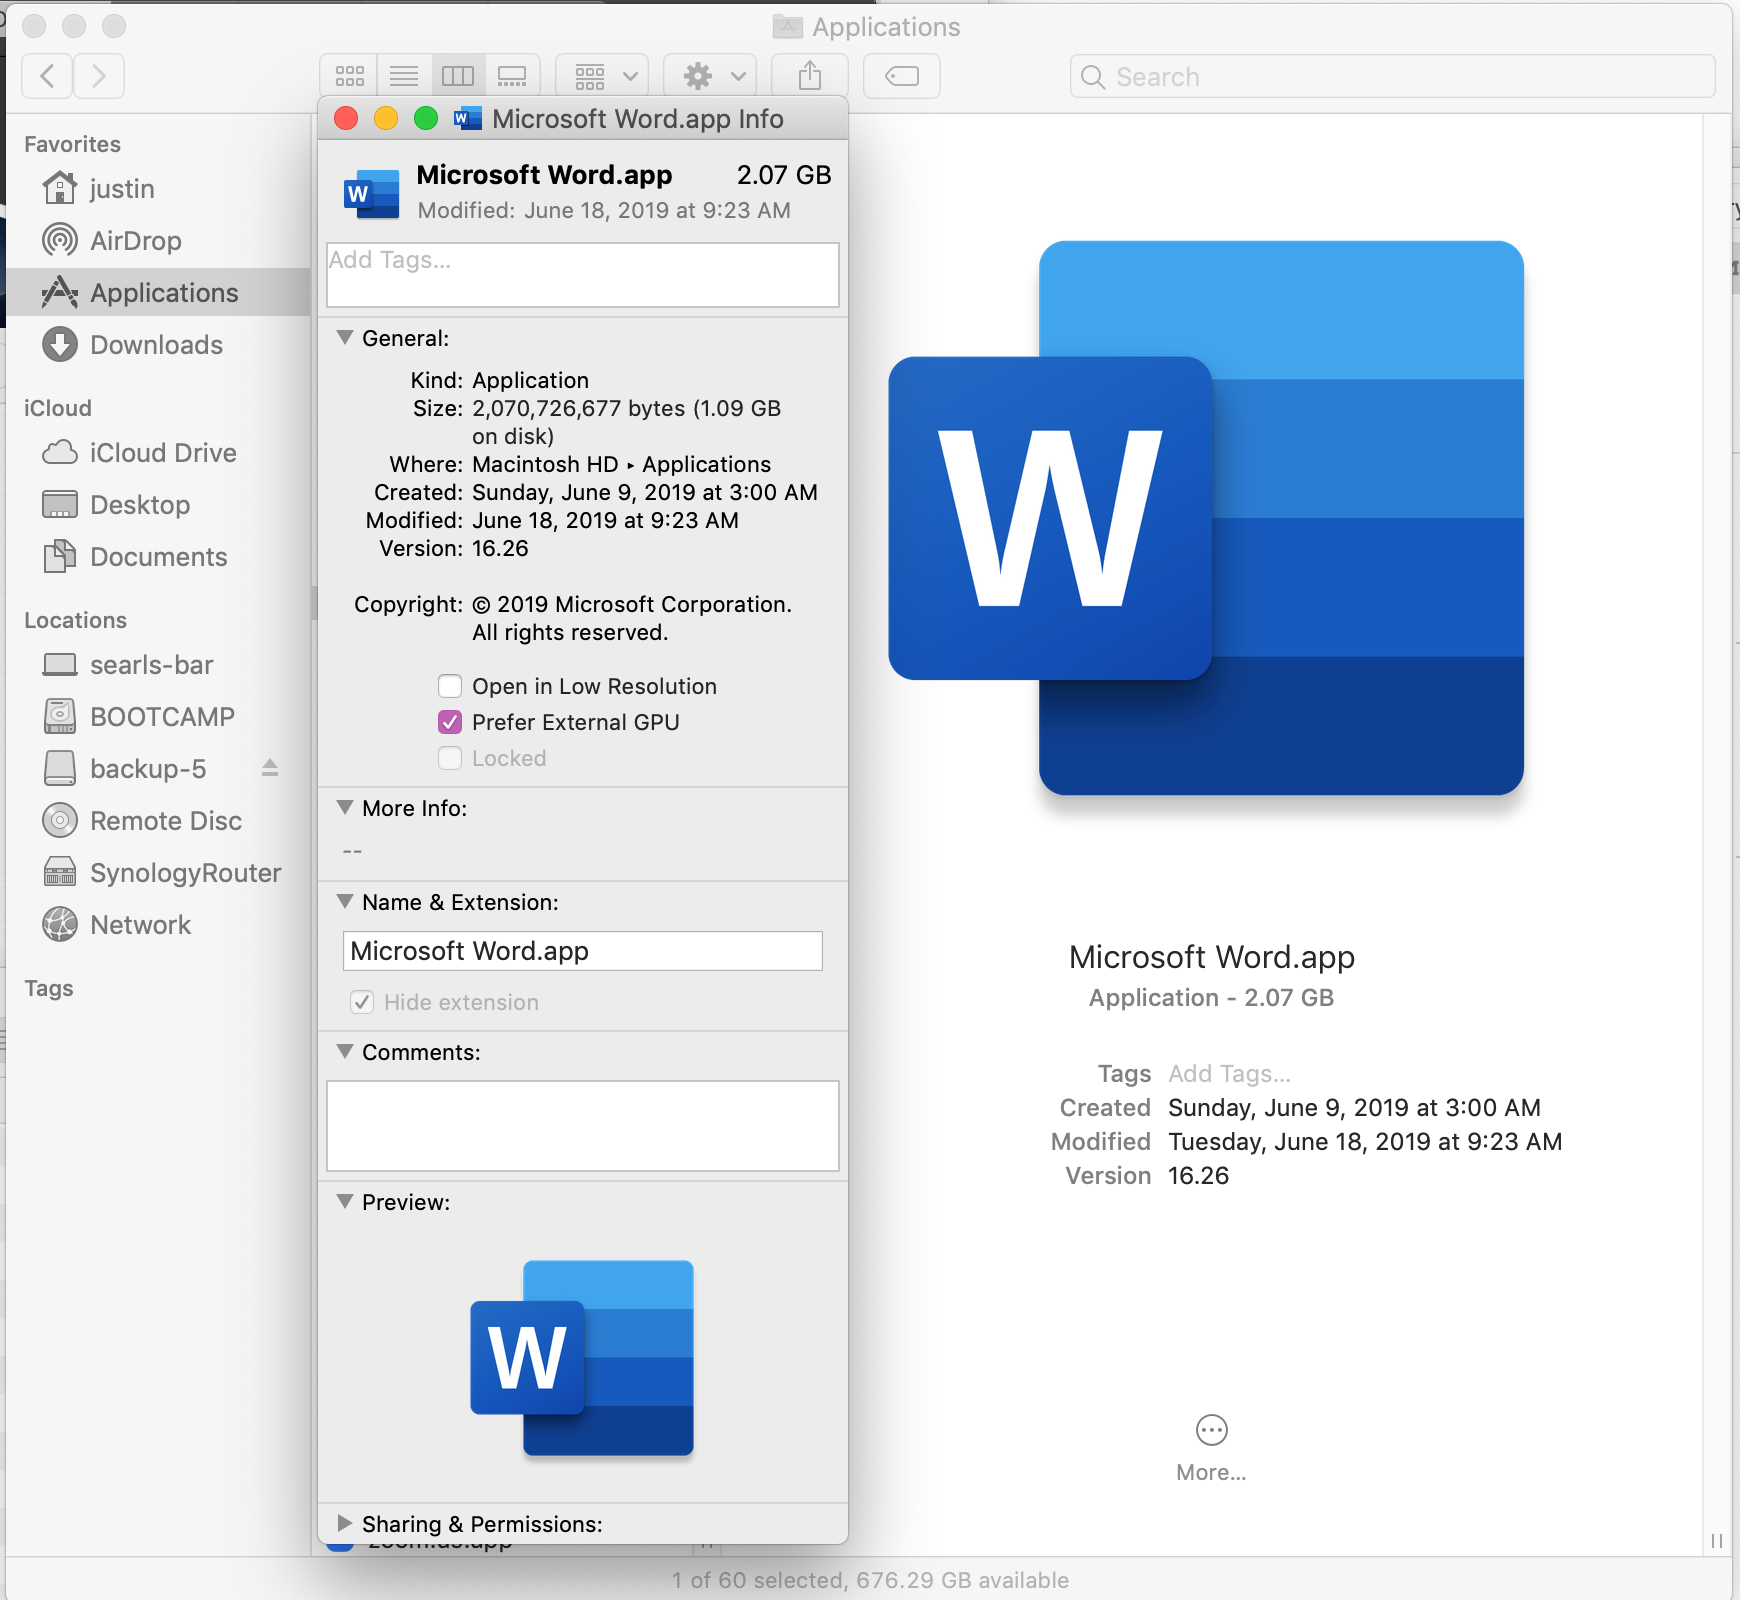 Applications
Search
Favorites
justin
AirDrop
Applications
Downloads
iCloud
iCloud Drive
Desktop
Documents
Locations
searls-bar
BOOTCAMP
backup-5
Remote Disc
SynologyRouter
Network
Tags
W Microsoft Word.app Info
W
Microsoft Word.app 2.07 GB
Modified: June 18, 2019 at 9:23 AM
Add Tags...
General:
Kind: Application
Size: 2,070,726,677 bytes (1.09 GB
on disk)
Where: Macintosh HD ▸ Applications
Created: Sunday, June 9, 2019 at 3:00 AM
Modified: June 18, 2019 at 9:23 AM
Version: 16.26
Copyright: © 2019 Microsoft Corporation.
All rights reserved.
Open in Low Resolution
Prefer External GPU
Locked
More Info:
--
Name & Extension:
Microsoft Word.app
Hide extension
Comments:
Preview:
W
Sharing & Permissions:
zoom.us.app
W
Microsoft Word.app
Application - 2.07 GB
Tags Add Tags...
Created Sunday, June 9, 2019 at 3:00 AM
Modified Tuesday, June 18, 2019 at 9:23 AM
Version 16.26
More...
1 of 60 selected, 676.29 GB available